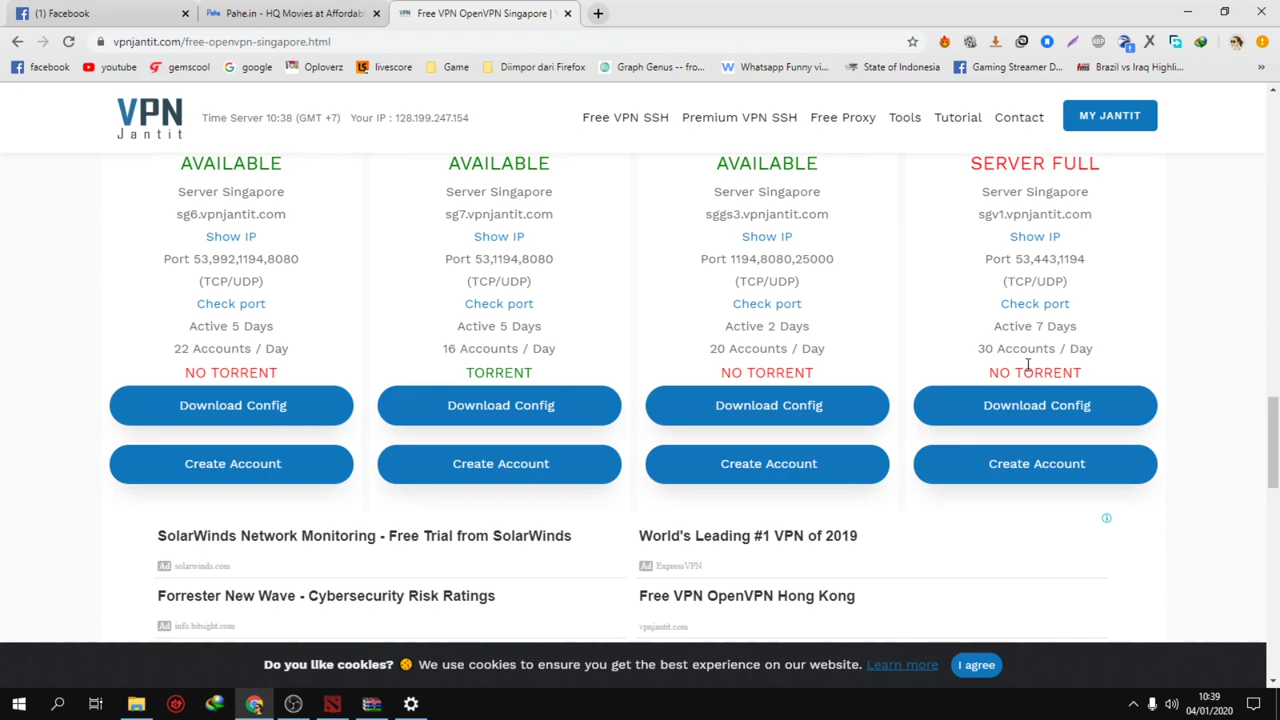 (1) Facebook
Pahe.in - HQ Movies at Affordabl
Free VPN OpenVPN Singapore |
vpnjantit.com/free-openvpn-singapore.html
facebook
youtube
gemscool
google
Oploverz
livescore
Game
Diimpor dari Firefox
Graph Genus -- fro...
Whatsapp Funny vi...
State of Indonesia
Gaming Streamer D...
Brazil vs Iraq Highli...
VPN
Jantit
Time Server 10:38 (GMT +7)
Your IP : 128.199.247.154
Free VPN SSH
Premium VPN SSH
Free Proxy
Tools
Tutorial
Contact
MY JANTIT
AVAILABLE
Server Singapore
sg6.vpnjantit.com
Show IP
Port 53,992,1194,8080
(TCP/UDP)
Check port
Active 5 Days
22 Accounts / Day
NO TORRENT
Download Config
Create Account
AVAILABLE
Server Singapore
sg7.vpnjantit.com
Show IP
Port 53,1194,8080
(TCP/UDP)
Check port
Active 5 Days
16 Accounts / Day
TORRENT
Download Config
Create Account
AVAILABLE
Server Singapore
sggs3.vpnjantit.com
Show IP
Port 1194,8080,25000
(TCP/UDP)
Check port
Active 2 Days
20 Accounts / Day
NO TORRENT
Download Config
Create Account
SERVER FULL
Server Singapore
sgv1.vpnjantit.com
Show IP
Port 53,443,1194
(TCP/UDP)
Check port
Active 7 Days
30 Accounts / Day
NO TORRENT
Download Config
Create Account
SolarWinds Network Monitoring - Free Trial from SolarWinds
Ad solarwinds.com
World's Leading #1 VPN of 2019
Ad ExpressVPN
Forrester New Wave - Cybersecurity Risk Ratings
Ad info.bitsight.com
Free VPN OpenVPN Hong Kong
vpnjantit.com
Do you like cookies? We use cookies to ensure you get the best experience on our website. Learn more
I agree
10:39
04/01/2020